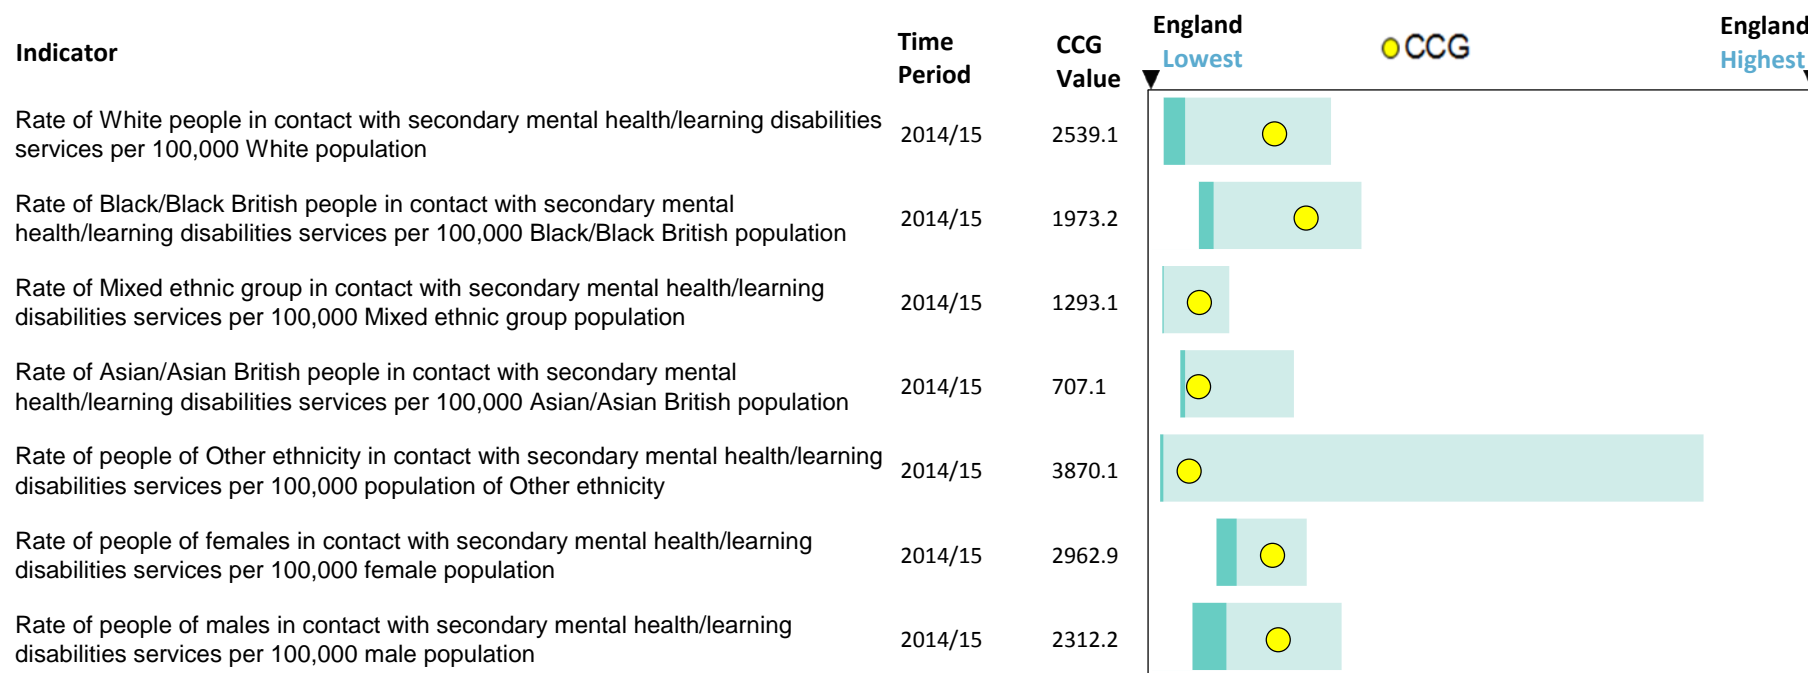 Indicator
Time
Period
CCG
Value
England
Lowest
CCG
England
Highest
Rate of White people in contact with secondary mental health/learning disabilities
services per 100,000 White population
2014/15
2539.1
Rate of Black/Black British people in contact with secondary mental
health/learning disabilities services per 100,000 Black/Black British population
2014/15
1973.2
Rate of Mixed ethnic group in contact with secondary mental health/learning
disabilities services per 100,000 Mixed ethnic group population
2014/15
1293.1
Rate of Asian/Asian British people in contact with secondary mental
health/learning disabilities services per 100,000 Asian/Asian British population
2014/15
707.1
Rate of people of Other ethnicity in contact with secondary mental health/learning
disabilities services per 100,000 population of Other ethnicity
2014/15
3870.1
Rate of people of females in contact with secondary mental health/learning
disabilities services per 100,000 female population
2014/15
2962.9
Rate of people of males in contact with secondary mental health/learning
disabilities services per 100,000 male population
2014/15
2312.2